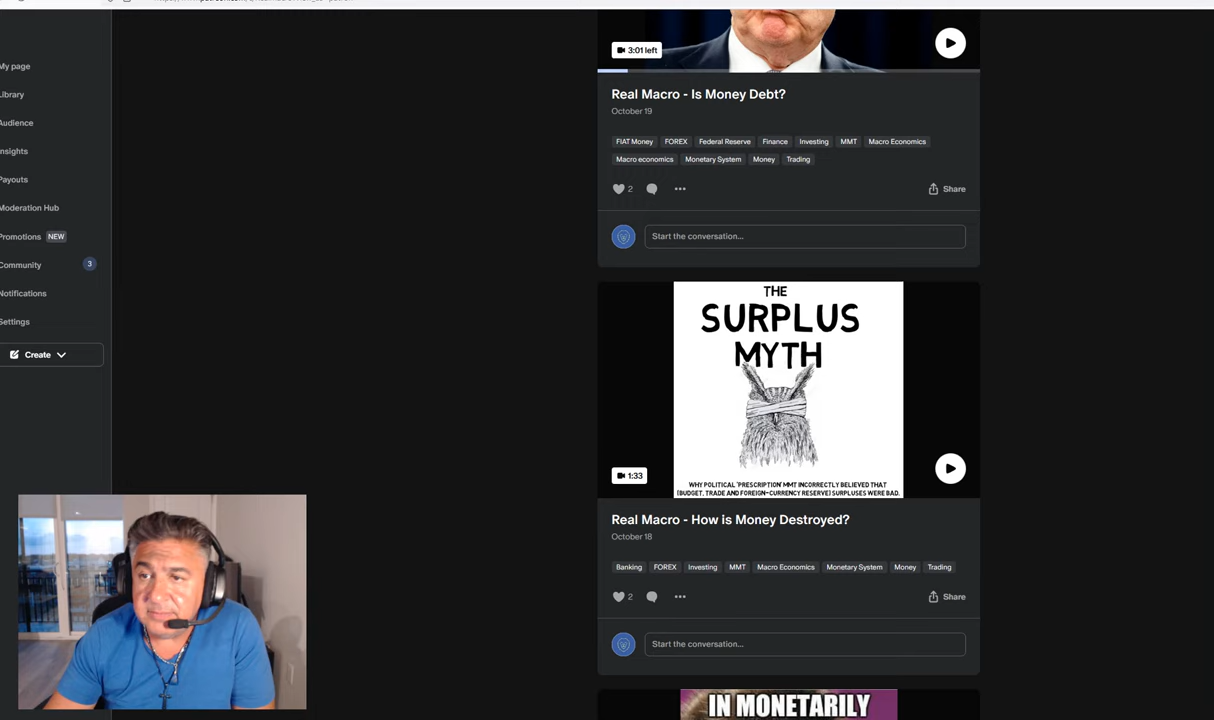 My page
Library
Audience
Insights
Payouts
Moderation Hub
Promotions NEW
Community 3
Notifications
Settings
Create
3:01 left
Real Macro - Is Money Debt?
October 19
FIAT Money FOREX Federal Reserve Finance Investing MMT Macro Economics
Macro economics Monetary System Money Trading
2 Share
Start the conversation...
THE
SURPLUS
MYTH
1:33
WHY POLITICAL 'PRESCRIPTION' MMT INCORRECTLY BELIEVED THAT
(BUDGET, TRADE AND FOREIGN-CURRENCY RESERVE) SURPLUSES WERE BAD.
Real Macro - How is Money Destroyed?
October 18
Banking FOREX Investing MMT Macro Economics Monetary System Money Trading
2 Share
Start the conversation...
IN MONETARILY